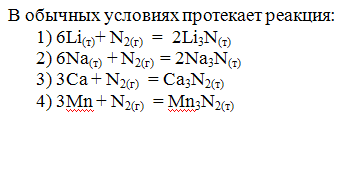 В обычных условиях протекает реакция:
1) 6Li(т)+ N2(г) = 2Li3N(т)
2) 6Na(т) + N2(г) = 2Na3N(т)
3) 3Ca + N2(г) = Ca3N2(т)
4) 3Mn + N2(г) = Mn3N2(т)